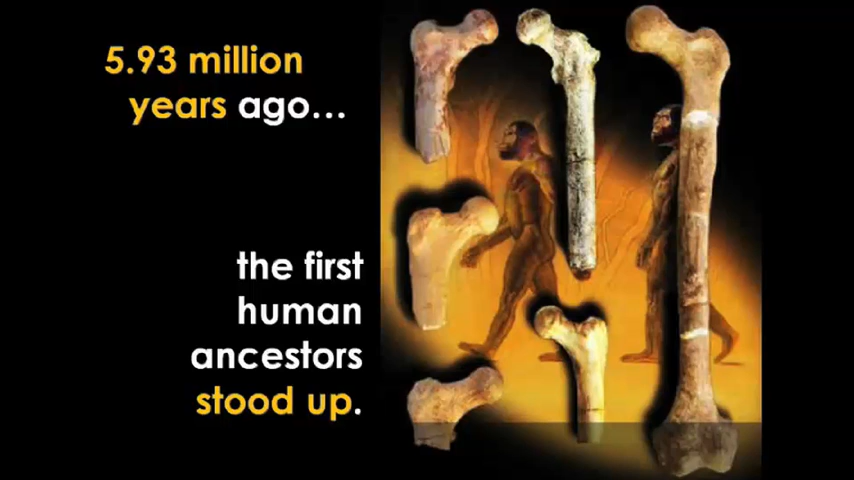 5.93 million
years ago...
the first
human
ancestors
stood up.